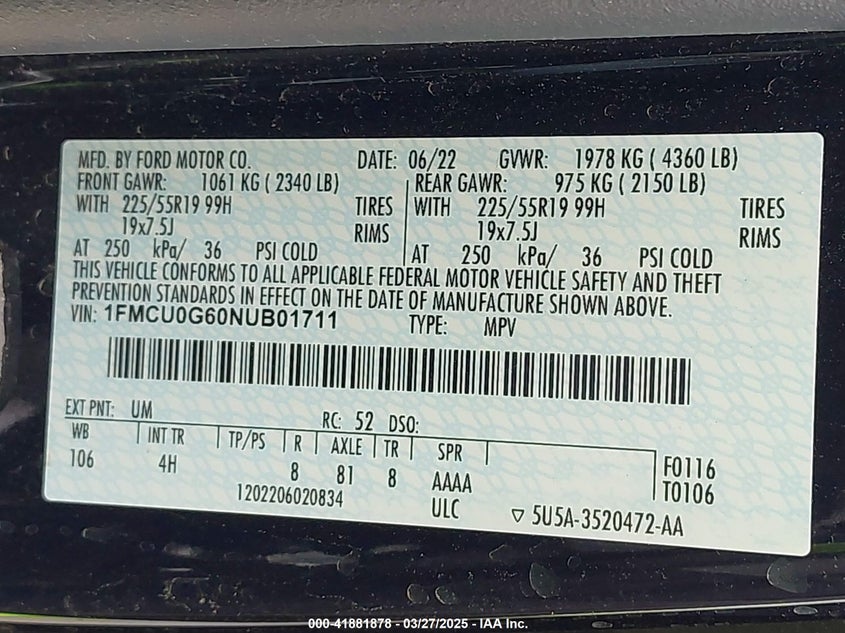 MFD. BY FORD MOTOR CO. DATE: 06/22 GVWR: 1978 KG ( 4360 LB)
FRONT GAWR: 1061 KG ( 2340 LB) REAR GAWR: 975 KG ( 2150 LB)
WITH 225/55R19 99H TIRES WITH 225/55R19 99H TIRES
19x7.5J RIMS 19x7.5J RIMS
AT 250 kPa/ 36 PSI COLD AT 250 kPa/ 36 PSI COLD
THIS VEHICLE CONFORMS TO ALL APPLICABLE FEDERAL MOTOR VEHICLE SAFETY AND THEFT
PREVENTION STANDARDS IN EFFECT ON THE DATE OF MANUFACTURE SHOWN ABOVE.
VIN: 1FMCU0G60NUB01711 TYPE: MPV
EXT PNT: UM RC: 52 DSO:
WB INT TR TP/PS R AXLE TR SPR
106 4H 8 81 8 AAAA F0116
1202206020834 ULC T0106
▽ 5U5A-3520472-AA
000-41881878 - 03/27/2025 - IAA Inc.